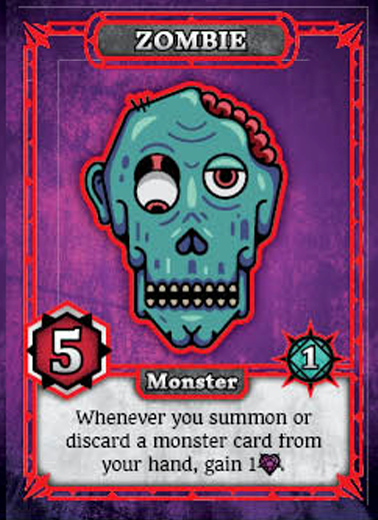 ZOMBIE
5
1
Monster
Whenever you summon or
discard a monster card from
your hand, gain 1